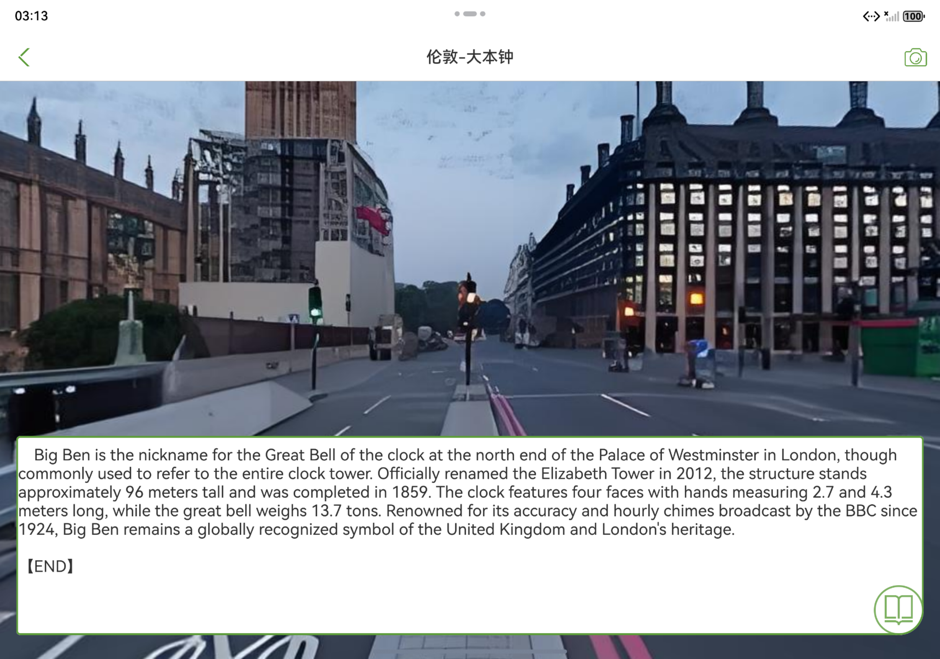 03:13
100
伦敦-大本钟
Big Ben is the nickname for the Great Bell of the clock at the north end of the Palace of Westminster in London, though
commonly used to refer to the entire clock tower. Officially renamed the Elizabeth Tower in 2012, the structure stands
approximately 96 meters tall and was completed in 1859. The clock features four faces with hands measuring 2.7 and 4.3
meters long, while the great bell weighs 13.7 tons. Renowned for its accuracy and hourly chimes broadcast by the BBC since
1924, Big Ben remains a globally recognized symbol of the United Kingdom and London's heritage.
【END】